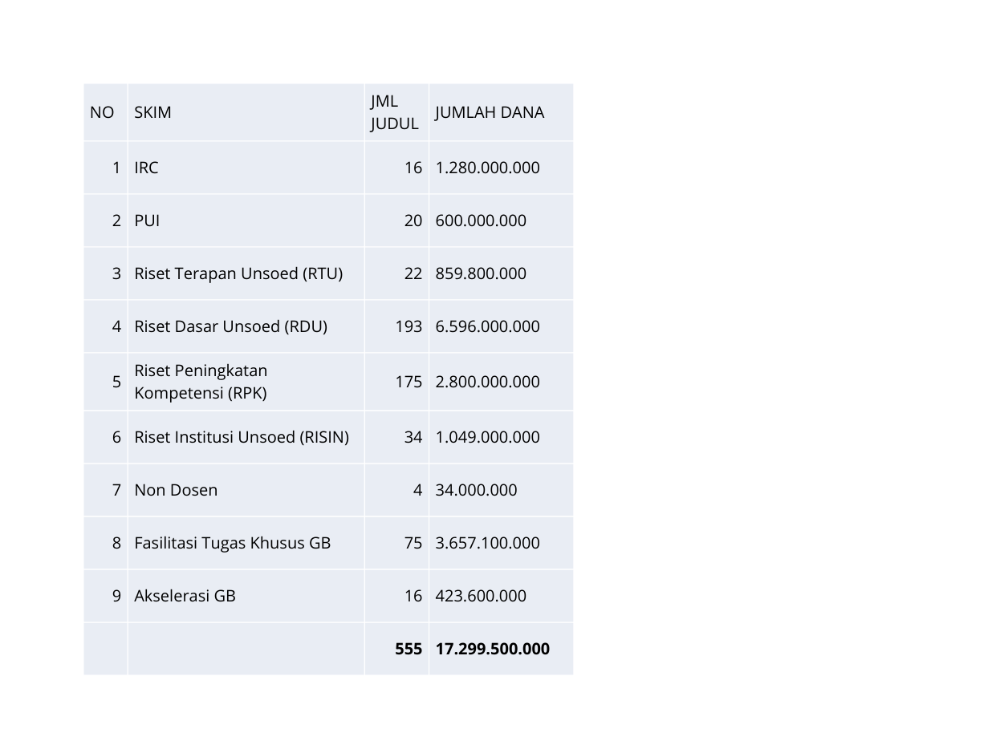 NO SKIM JML JUDUL JUMLAH DANA
1 IRC 16 1.280.000.000
2 PUI 20 600.000.000
3 Riset Terapan Unsoed (RTU) 22 859.800.000
4 Riset Dasar Unsoed (RDU) 193 6.596.000.000
5 Riset Peningkatan Kompetensi (RPK) 175 2.800.000.000
6 Riset Institusi Unsoed (RISIN) 34 1.049.000.000
7 Non Dosen 4 34.000.000
8 Fasilitasi Tugas Khusus GB 75 3.657.100.000
9 Akselerasi GB 16 423.600.000
555 17.299.500.000